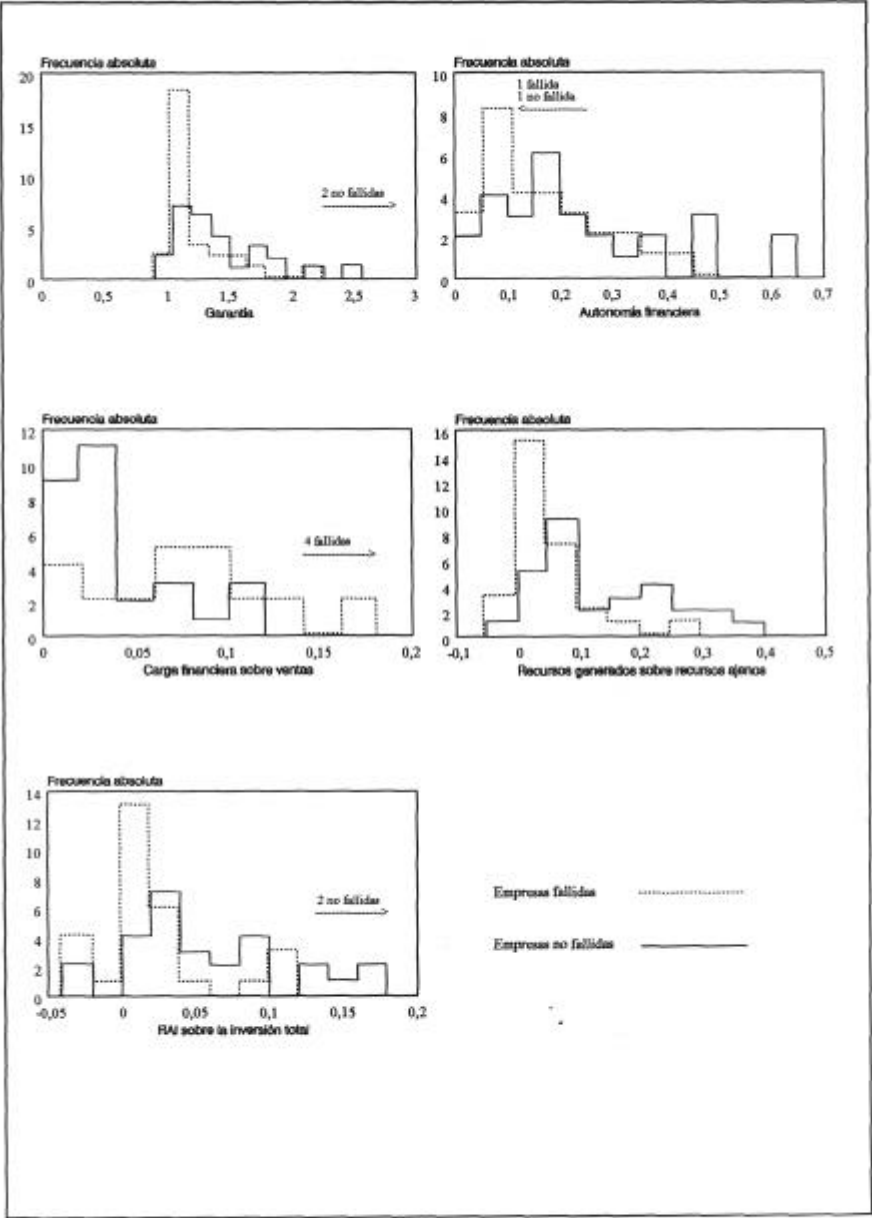 Frecuencia absoluta
20
15
10
5
0
2 no fallidas
0 0,5 1 1,5 2 2,5 3
Garantía
Frecuencia absoluta
10
8
6
4
2
0
1 fallida
1 no fallida
0 0,1 0,2 0,3 0,4 0,5 0,6 0,7
Autonomía financiera
Frecuencia absoluta
12
10
8
6
4
2
0
4 fallidas
0 0,05 0,1 0,15 0,2
Carga financiera sobre ventas
Frecuencia absoluta
16
14
12
10
8
6
4
2
0
-0,1 0 0,1 0,2 0,3 0,4 0,5
Recursos generados sobre recursos ajenos
Frecuencia absoluta
14
12
10
8
6
4
2
0
2 no fallidas
-0,05 0 0,05 0,1 0,15 0,2
RAI sobre la inversión total
Empresas fallidas
Empresas no fallidas